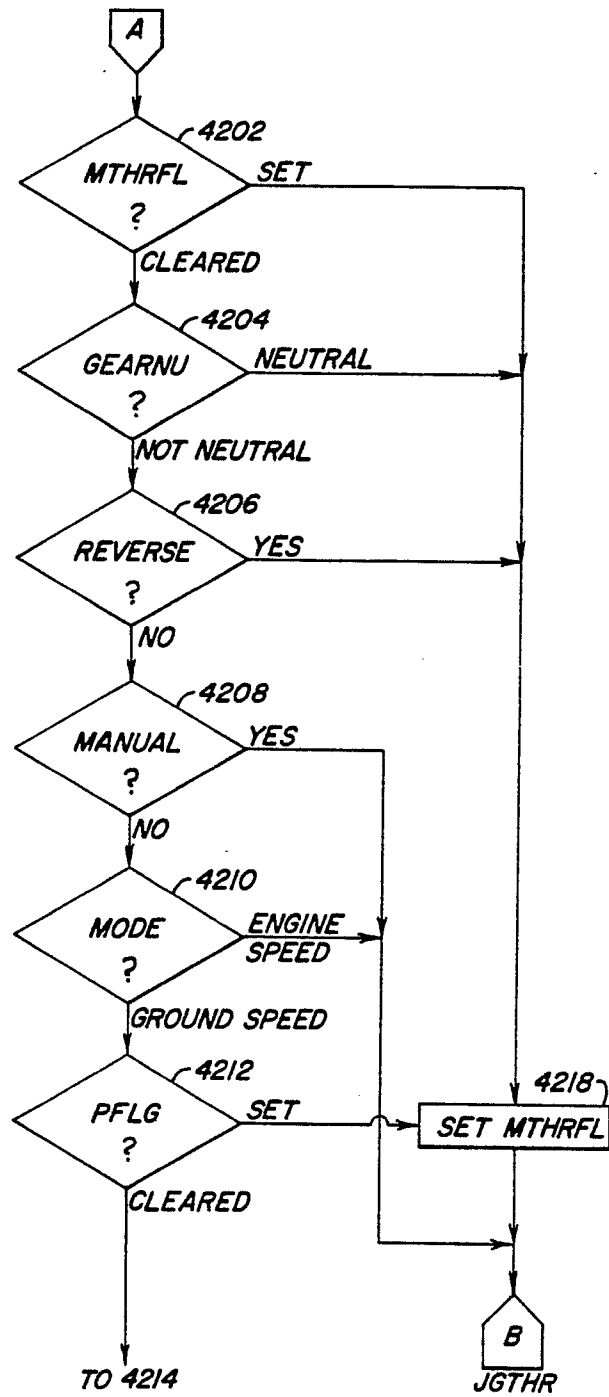 A
4202
MTHRFL
?
SET
CLEARED
4204
GEARNU
?
NEUTRAL
NOT NEUTRAL
4206
REVERSE
?
YES
NO
4208
MANUAL
?
YES
NO
4210
MODE
?
ENGINE
SPEED
GROUND SPEED
4212
PFLG
?
SET
CLEARED
4218
SET MTHRFL
TO 4214
B
JGTHR